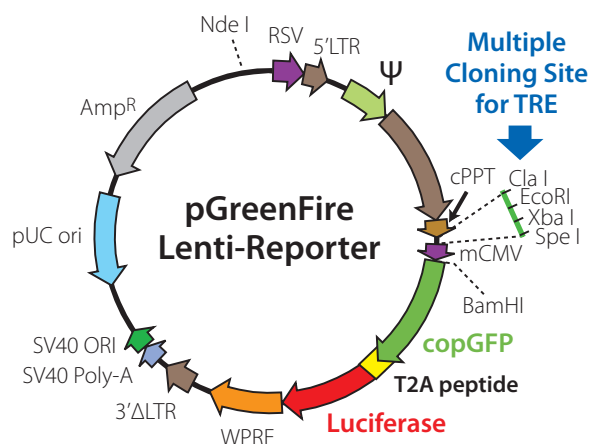 Nde I
RSV
5'LTR
Ψ
Multiple
Cloning Site
for TRE
AmpR
cPPT
Cla I
EcoRI
Xba I
Spe I
pGreenFire
Lenti-Reporter
pUC ori
mCMV
BamHI
copGFP
SV40 ORI
SV40 Poly-A
T2A peptide
3'ΔLTR
Luciferase
WPRE